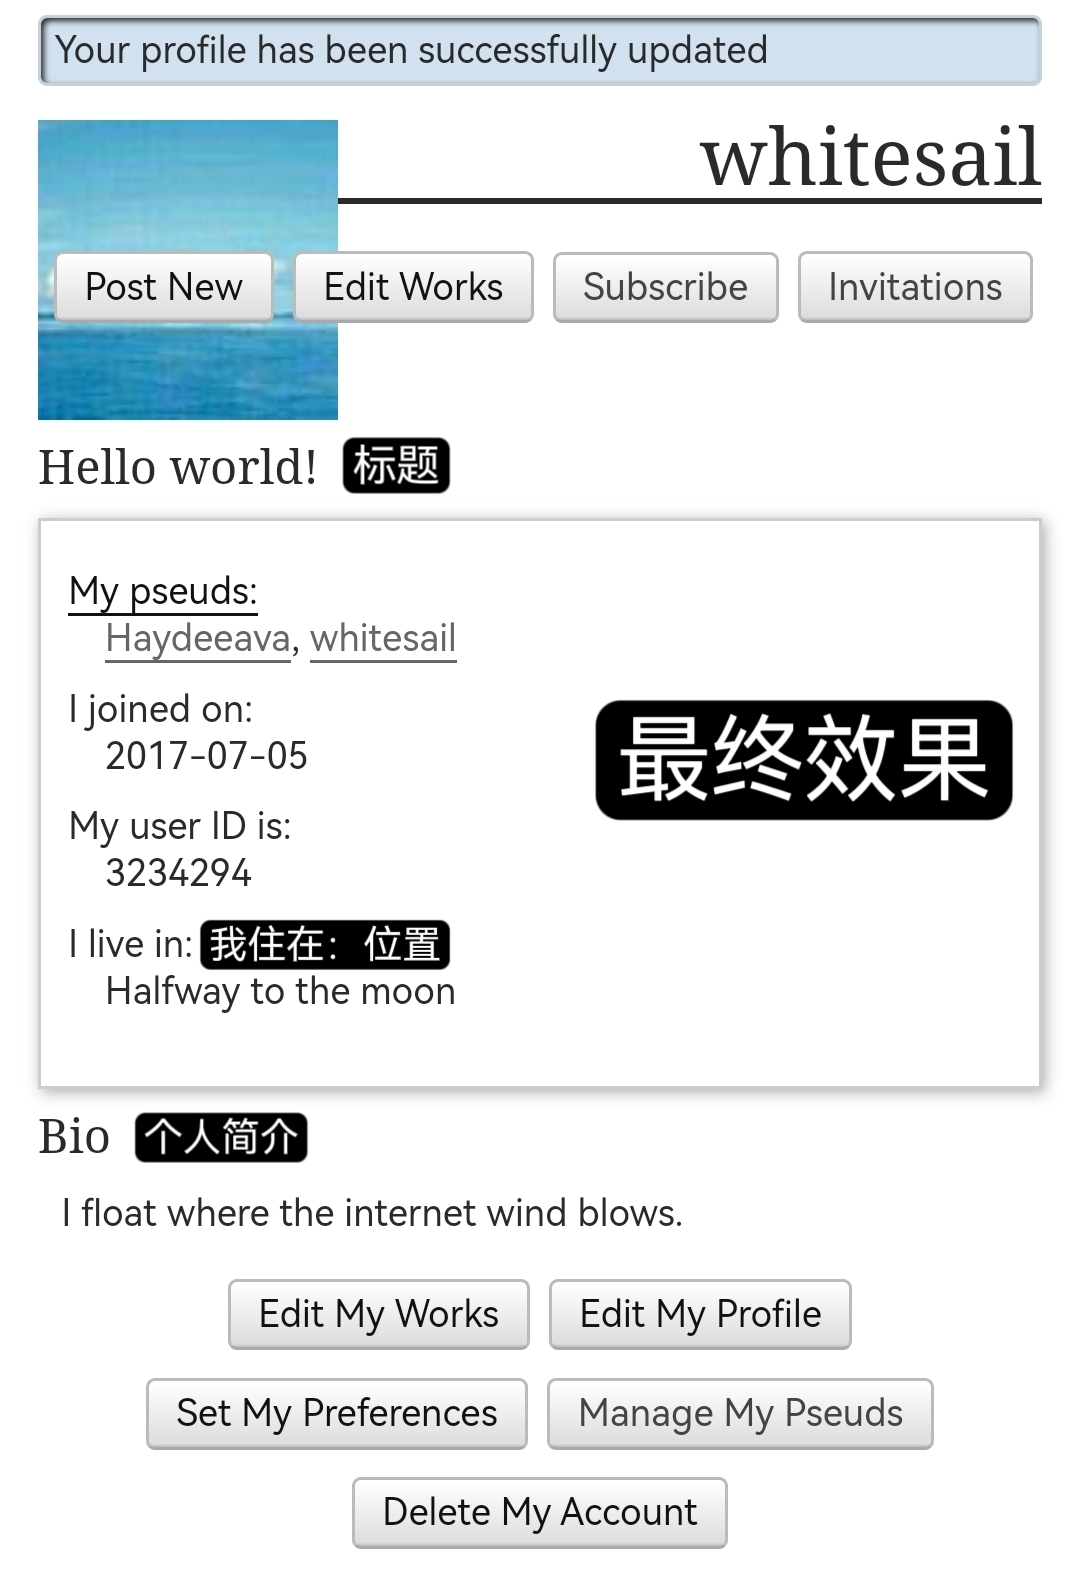 Your profile has been successfully updated
whitesail
Post New Edit Works Subscribe Invitations
Hello world! 标题
My pseuds:
Haydeeava, whitesail
I joined on:
2017-07-05
最终效果
My user ID is:
3234294
I live in: 我住在：位置
Halfway to the moon
Bio 个人简介
I float where the internet wind blows.
Edit My Works Edit My Profile
Set My Preferences Manage My Pseuds
Delete My Account